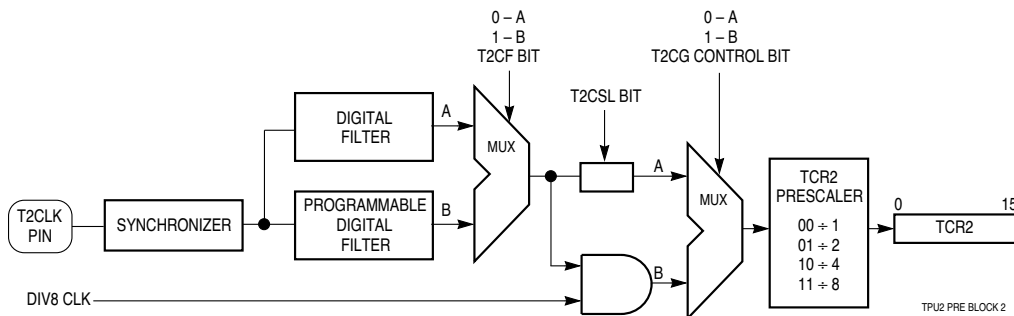 0 – A
1 – B
T2CF BIT
0 – A
1 – B
T2CG CONTROL BIT
T2CSL BIT
DIGITAL
FILTER
A
MUX
A
MUX
TCR2
PRESCALER
00 ÷ 1
01 ÷ 2
10 ÷ 4
11 ÷ 8
0 15
TCR2
T2CLK
PIN
SYNCHRONIZER
PROGRAMMABLE
DIGITAL
FILTER
B
B
DIV8 CLK
TPU2 PRE BLOCK 2